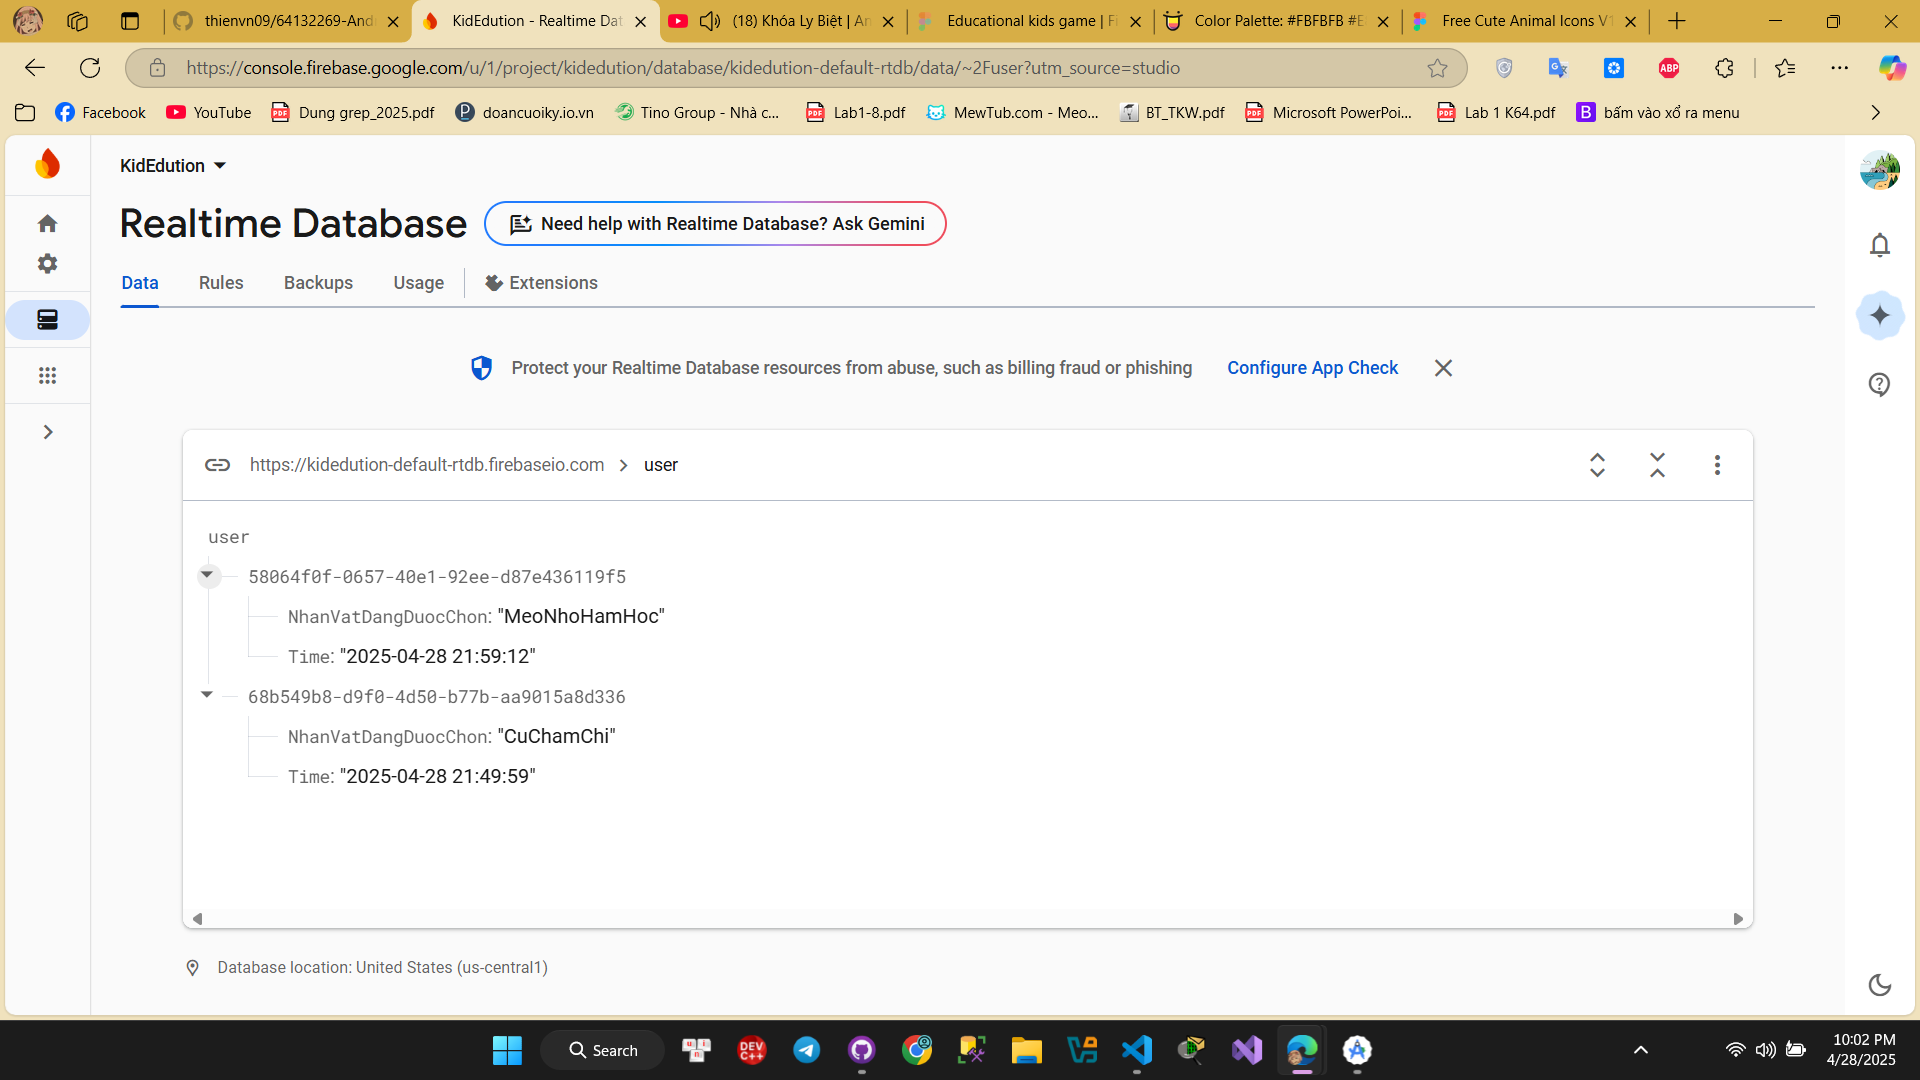 thienvn09/64132269-And
KidEdution - Realtime Dat
(18) Khóa Ly Biệt | An
Educational kids game | Fi
Color Palette: #FBFBFB #E
Free Cute Animal Icons V1
https://console.firebase.google.com/u/1/project/kidedution/database/kidedution-default-rtdb/data/~2Fuser?utm_source=studio
ABP
Facebook
YouTube
Dung grep_2025.pdf
doancuoiky.io.vn
Tino Group - Nhà c...
Lab1-8.pdf
MewTub.com - Meo...
BT_TKW.pdf
Microsoft PowerPoi...
Lab 1 K64.pdf
B bấm vào xổ ra menu
KidEdution
Realtime Database
Need help with Realtime Database? Ask Gemini
Data
Rules
Backups
Usage
Extensions
Protect your Realtime Database resources from abuse, such as billing fraud or phishing
Configure App Check
https://kidedution-default-rtdb.firebaseio.com > user
user
58064f0f-0657-40e1-92ee-d87e436119f5
NhanVatDangDuocChon: "MeoNhoHamHoc"
Time: "2025-04-28 21:59:12"
68b549b8-d9f0-4d50-b77b-aa9015a8d336
NhanVatDangDuocChon: "CuChamChi"
Time: "2025-04-28 21:49:59"
Database location: United States (us-central1)
Search
DEV C++
10:02 PM
4/28/2025